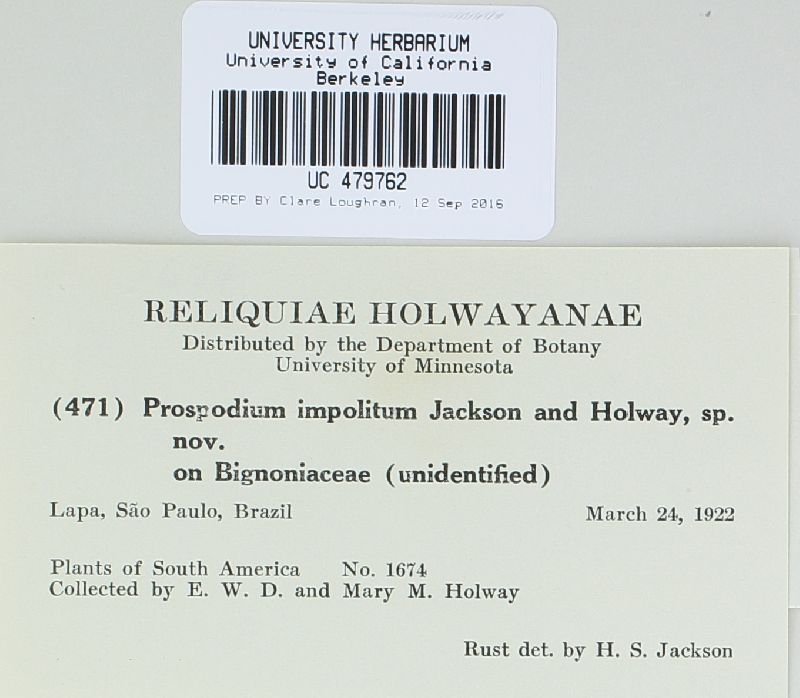 UNIVERSITY HERBARIUM
University of California
Berkeley
UC 479762
PREP BY Clare Loughran, 12 Sep 2016
RELIQUIAE HOLWAYANAE
Distributed by the Department of Botany
University of Minnesota
(471) Prospodium impolitum Jackson and Holway, sp.
nov.
on Bignoniaceae (unidentified)
Lapa, São Paulo, Brazil March 24, 1922
Plants of South America No. 1674
Collected by E. W. D. and Mary M. Holway
Rust det. by H. S. Jackson